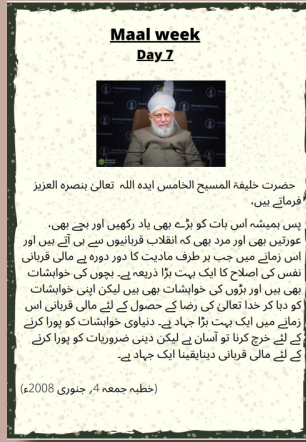 Maal week
Day 7
حضرت خلیفۃ المسیح الخامس ایدہ اللہ تعالیٰ بنصرہ العزیز
فرماتے ہیں،
پس ہمیشہ اس بات کو بڑے بھی یاد رکھیں اور بچے بھی،
عورتیں بھی اور مرد بھی کہ انقلاب قربانیوں سے ہی آتے ہیں اور
اس زمانے میں جب ہر طرف مادیت کا دور دورہ ہے مالی قربانی
نفس کی اصلاح کا ایک بہت بڑا ذریعہ ہے۔ بچوں کی خواہشات
بھی ہیں اور بڑوں کی خواہشات بھی ہیں لیکن اپنی خواہشات
کو دبا کر خدا تعالیٰ کی رضا کے حصول کے لئے مالی قربانی اس
زمانے میں ایک بہت بڑا جہاد ہے۔ دنیاوی خواہشات کو پورا کرنے
کے لئے خرچ کرنا تو آسان ہے لیکن دینی ضروریات کو پورا کرنے
کے لئے مالی قربانی دینایقینا ایک جہاد ہے۔
(خطبہ جمعہ 4؍ جنوری 2008ء)